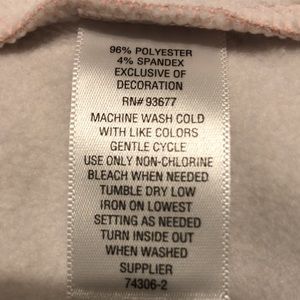 96% POLYESTER
4% SPANDEX
EXCLUSIVE OF
DECORATION
RN# 93677
MACHINE WASH COLD
WITH LIKE COLORS
GENTLE CYCLE
USE ONLY NON-CHLORINE
BLEACH WHEN NEEDED
TUMBLE DRY LOW
IRON ON LOWEST
SETTING AS NEEDED
TURN INSIDE OUT
WHEN WASHED
SUPPLIER
74306-2